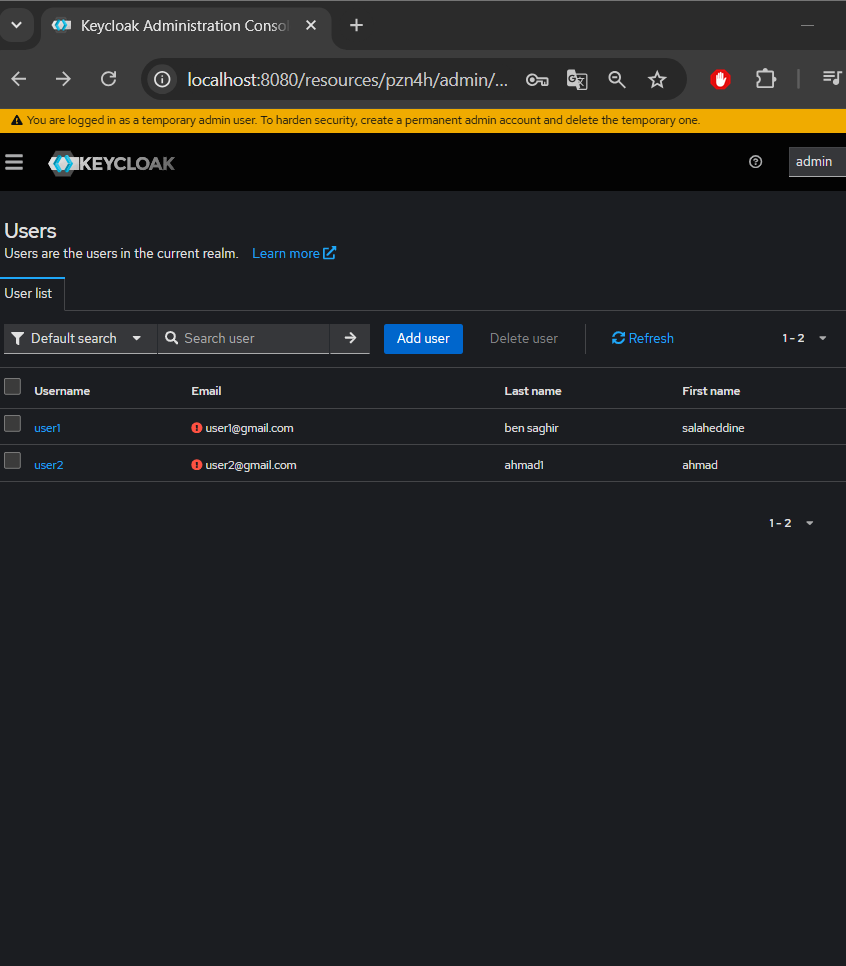 Keycloak Administration Conso
localhost:8080/resources/pzn4h/admin/...
You are logged in as a temporary admin user. To harden security, create a permanent admin account and delete the temporary one.
KEYCLOAK
admin
Users
Users are the users in the current realm. Learn more
User list
Default search Search user Add user Delete user Refresh 1 - 2
Username Email Last name First name
user1 user1@gmail.com ben saghir salaheddine
user2 user2@gmail.com ahmad1 ahmad
1 - 2